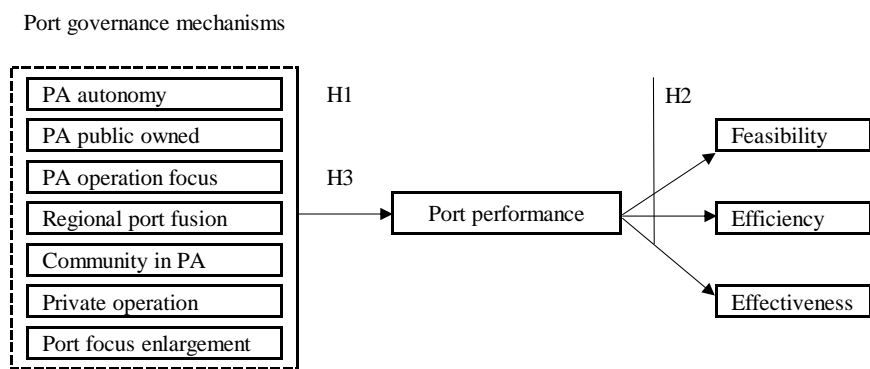 Port governance mechanisms
PA autonomy
PA public owned
PA operation focus
Regional port fusion
Community in PA
Private operation
Port focus enlargement
H1
H3
Port performance
H2
Feasibility
Efficiency
Effectiveness